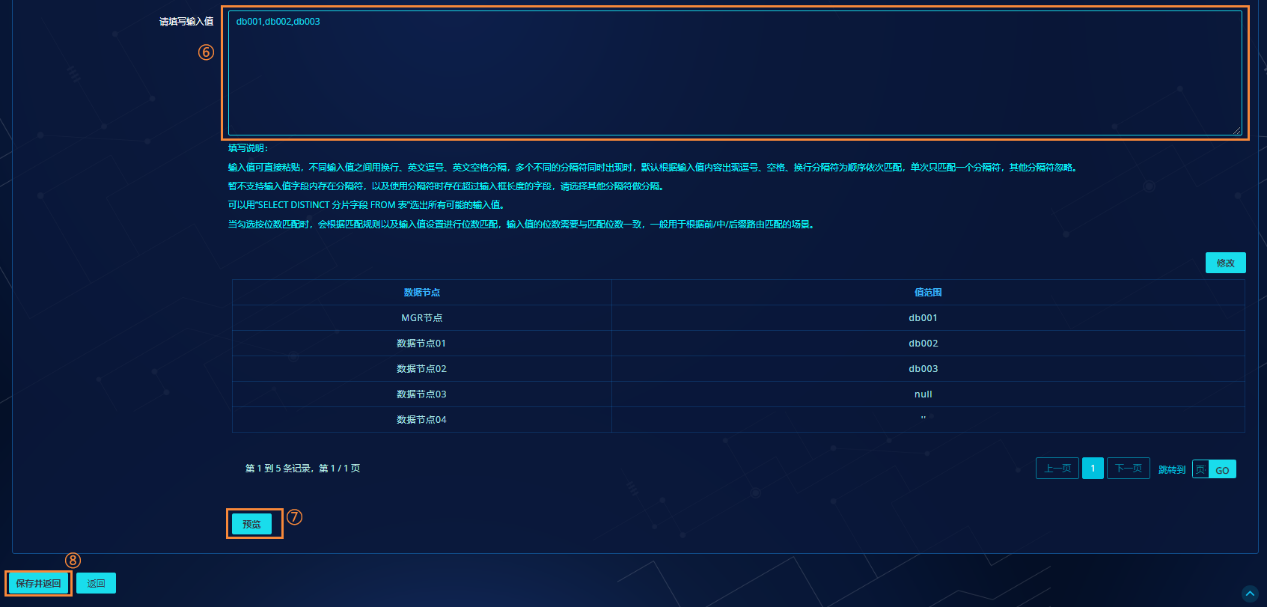 请填写输入值
db001,db002,db003
⑥
填写说明：
输入值可直接粘贴，不同输入值之间用换行、英文逗号、英文空格分隔，多个不同的分隔符同时出现时，默认根据输入值内容出现逗号、空格、换行分隔符为顺序依次匹配，单次只匹配一个分隔符，其他分隔符忽略。
暂不支持输入值字段内存在分隔符，以及使用分隔符时存在超过输入框长度的字段，请选择其他分隔符做分隔。
可以用"SELECT DISTINCT 分片字段 FROM 表"选出所有可能的输入值。
当勾选按位数匹配时，会根据匹配规则以及输入值设置进行位数匹配，输入值的位数需要与匹配位数一致，一般用于根据前/中/后缀路由匹配的场景。
修改
数据节点 值范围
MGR节点 db001
数据节点01 db002
数据节点02 db003
数据节点03 null
数据节点04 ''
第 1 到 5 条记录，第 1 / 1 页
上一页 1 下一页 跳转到 页 GO
预览 ⑦
⑧
保存并返回 返回